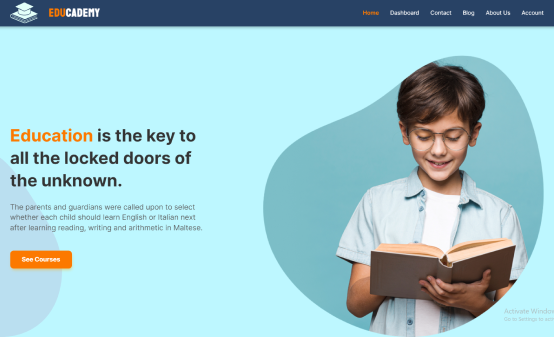 EDUCADEMY
Home Dashboard Contact Blog About Us Account
Education is the key to
all the locked doors of
the unknown.
The parents and guardians were called upon to select
whether each child should learn English or Italian next
after learning reading, writing and arithmetic in Maltese.
See Courses
Activate Window
Go to Settings to